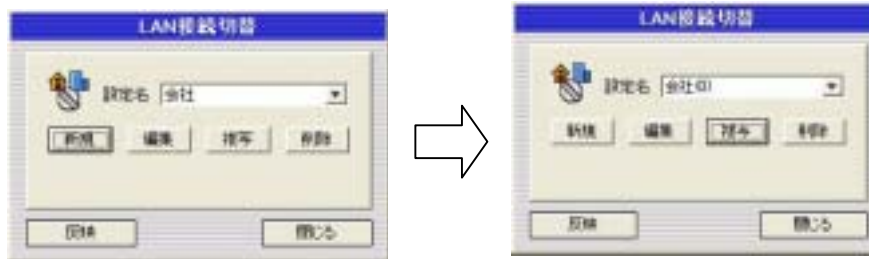 LAN接続切替
設定名 会社
新規 編集 複写 削除
反映 閉じる
LAN接続切替
設定名 会社(1)
新規 編集 複写 削除
反映 閉じる